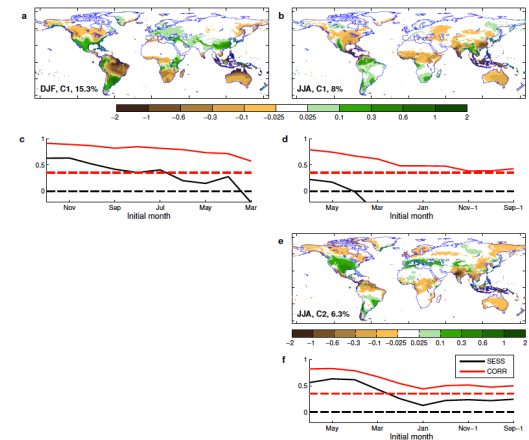 a
b
DJF, C1, 15.3%
JJA, C1, 8%
−2 −1 −0.6 −0.3 −0.1 −0.025 0.025 0.1 0.3 0.6 1 2
c
d
1
0.5
0
Nov Sep Jul May Mar
Initial month
1
0.5
0
May Mar Jan Nov−1 Sep−1
Initial month
e
JJA, C2, 6.3%
−2 −1 −0.6 −0.3 −0.1 −0.025 0.025 0.1 0.3 0.6 1 2
f
SESS
CORR
1
0.5
0
May Mar Jan Nov−1 Sep−1
Initial month